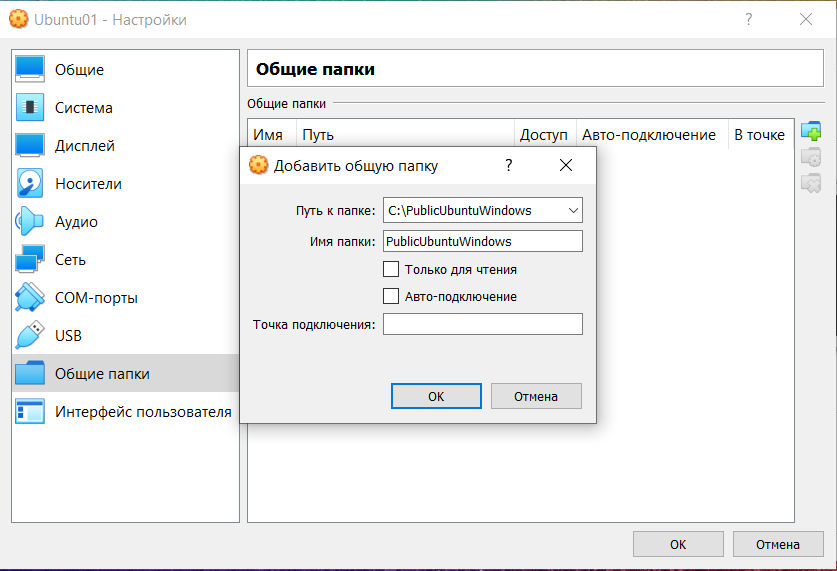 Ubuntu01 - Настройки
?
Общие
Система
Дисплей
Носители
Аудио
Сеть
COM-порты
USB
Общие папки
Интерфейс пользователя
Общие папки
Общие папки
Имя Путь Доступ Авто-подключение В точке
Добавить общую папку ?
Путь к папке: C:\PublicUbuntuWindows
Имя папки: PublicUbuntuWindows
Только для чтения
Авто-подключение
Точка подключения:
OK Отмена
OK Отмена